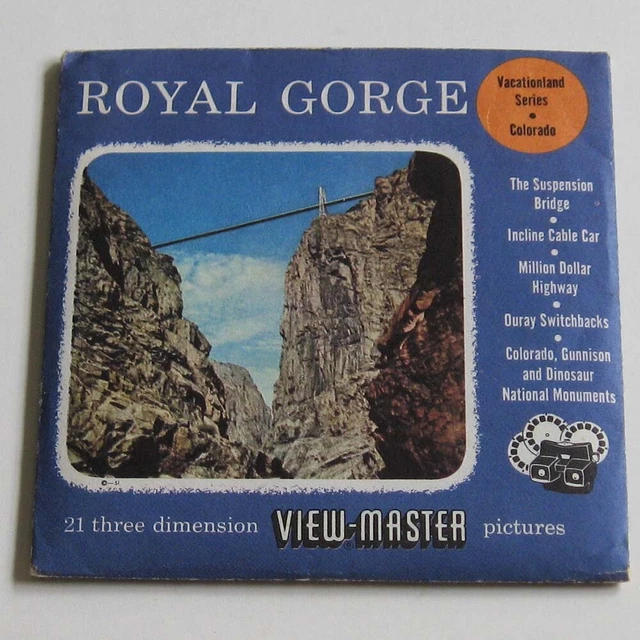 ROYAL GORGE
Vacationland
Series
•
Colorado
The Suspension
Bridge
•
Incline Cable Car
•
Million Dollar
Highway
•
Ouray Switchbacks
•
Colorado, Gunnison
and Dinosaur
National Monuments
©—SI
21 three dimension VIEW-MASTER pictures